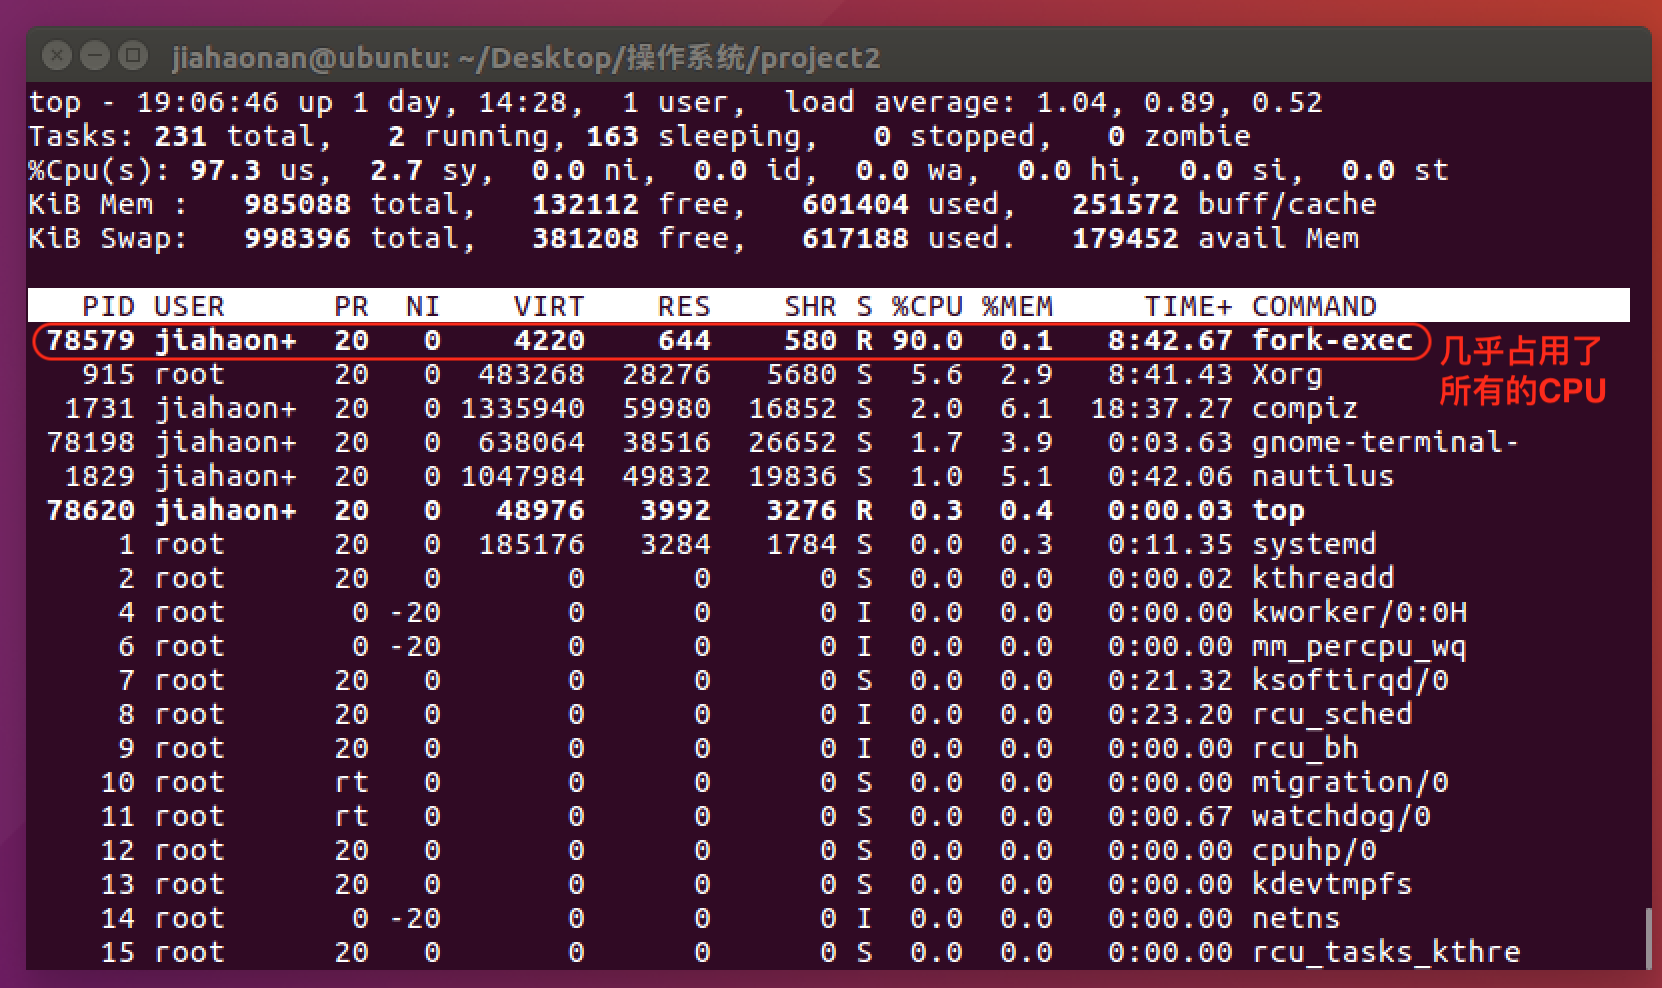 jiahaonan@ubuntu: ~/Desktop/操作系统/project2
top - 19:06:46 up 1 day, 14:28,  1 user,  load average: 1.04, 0.89, 0.52
Tasks: 231 total,   2 running, 163 sleeping,   0 stopped,   0 zombie
%Cpu(s): 97.3 us,  2.7 sy,  0.0 ni,  0.0 id,  0.0 wa,  0.0 hi,  0.0 si,  0.0 st
KiB Mem :   985088 total,   132112 free,   601404 used,   251572 buff/cache
KiB Swap:   998396 total,   381208 free,   617188 used.   179452 avail Mem
PID USER PR NI VIRT RES SHR S %CPU %MEM TIME+ COMMAND
78579 jiahaon+ 20 0 4220 644 580 R 90.0 0.1 8:42.67 fork-exec
几乎占用了
所有的CPU
915 root 20 0 483268 28276 5680 S 5.6 2.9 8:41.43 Xorg
1731 jiahaon+ 20 0 1335940 59980 16852 S 2.0 6.1 18:37.27 compiz
78198 jiahaon+ 20 0 638064 38516 26652 S 1.7 3.9 0:03.63 gnome-terminal-
1829 jiahaon+ 20 0 1047984 49832 19836 S 1.0 5.1 0:42.06 nautilus
78620 jiahaon+ 20 0 48976 3992 3276 R 0.3 0.4 0:00.03 top
1 root 20 0 185176 3284 1784 S 0.0 0.3 0:11.35 systemd
2 root 20 0 0 0 0 S 0.0 0.0 0:00.02 kthreadd
4 root 0 -20 0 0 0 I 0.0 0.0 0:00.00 kworker/0:0H
6 root 0 -20 0 0 0 I 0.0 0.0 0:00.00 mm_percpu_wq
7 root 20 0 0 0 0 S 0.0 0.0 0:21.32 ksoftirqd/0
8 root 20 0 0 0 0 I 0.0 0.0 0:23.20 rcu_sched
9 root 20 0 0 0 0 I 0.0 0.0 0:00.00 rcu_bh
10 root rt 0 0 0 0 S 0.0 0.0 0:00.00 migration/0
11 root rt 0 0 0 0 S 0.0 0.0 0:00.67 watchdog/0
12 root 20 0 0 0 0 S 0.0 0.0 0:00.00 cpuhp/0
13 root 20 0 0 0 0 S 0.0 0.0 0:00.00 kdevtmpfs
14 root 0 -20 0 0 0 I 0.0 0.0 0:00.00 netns
15 root 20 0 0 0 0 S 0.0 0.0 0:00.00 rcu_tasks_kthre